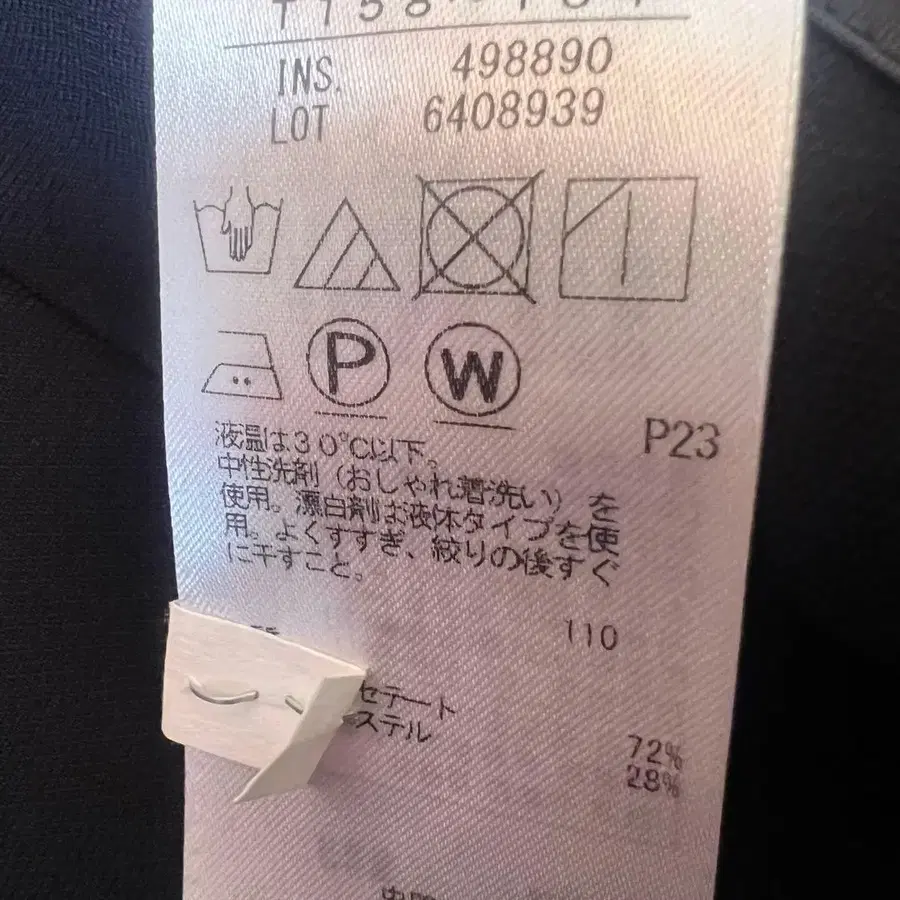 INS. 498890
LOT 6408939
P
W
P23
液温は30℃以下。
中性洗剤（おしゃれ着洗い）を
使用。漂白剤は液体タイプを使
用。よくすすぎ、絞りの後すぐ
に干すこと。
110
セテート 72%
ステル 28%